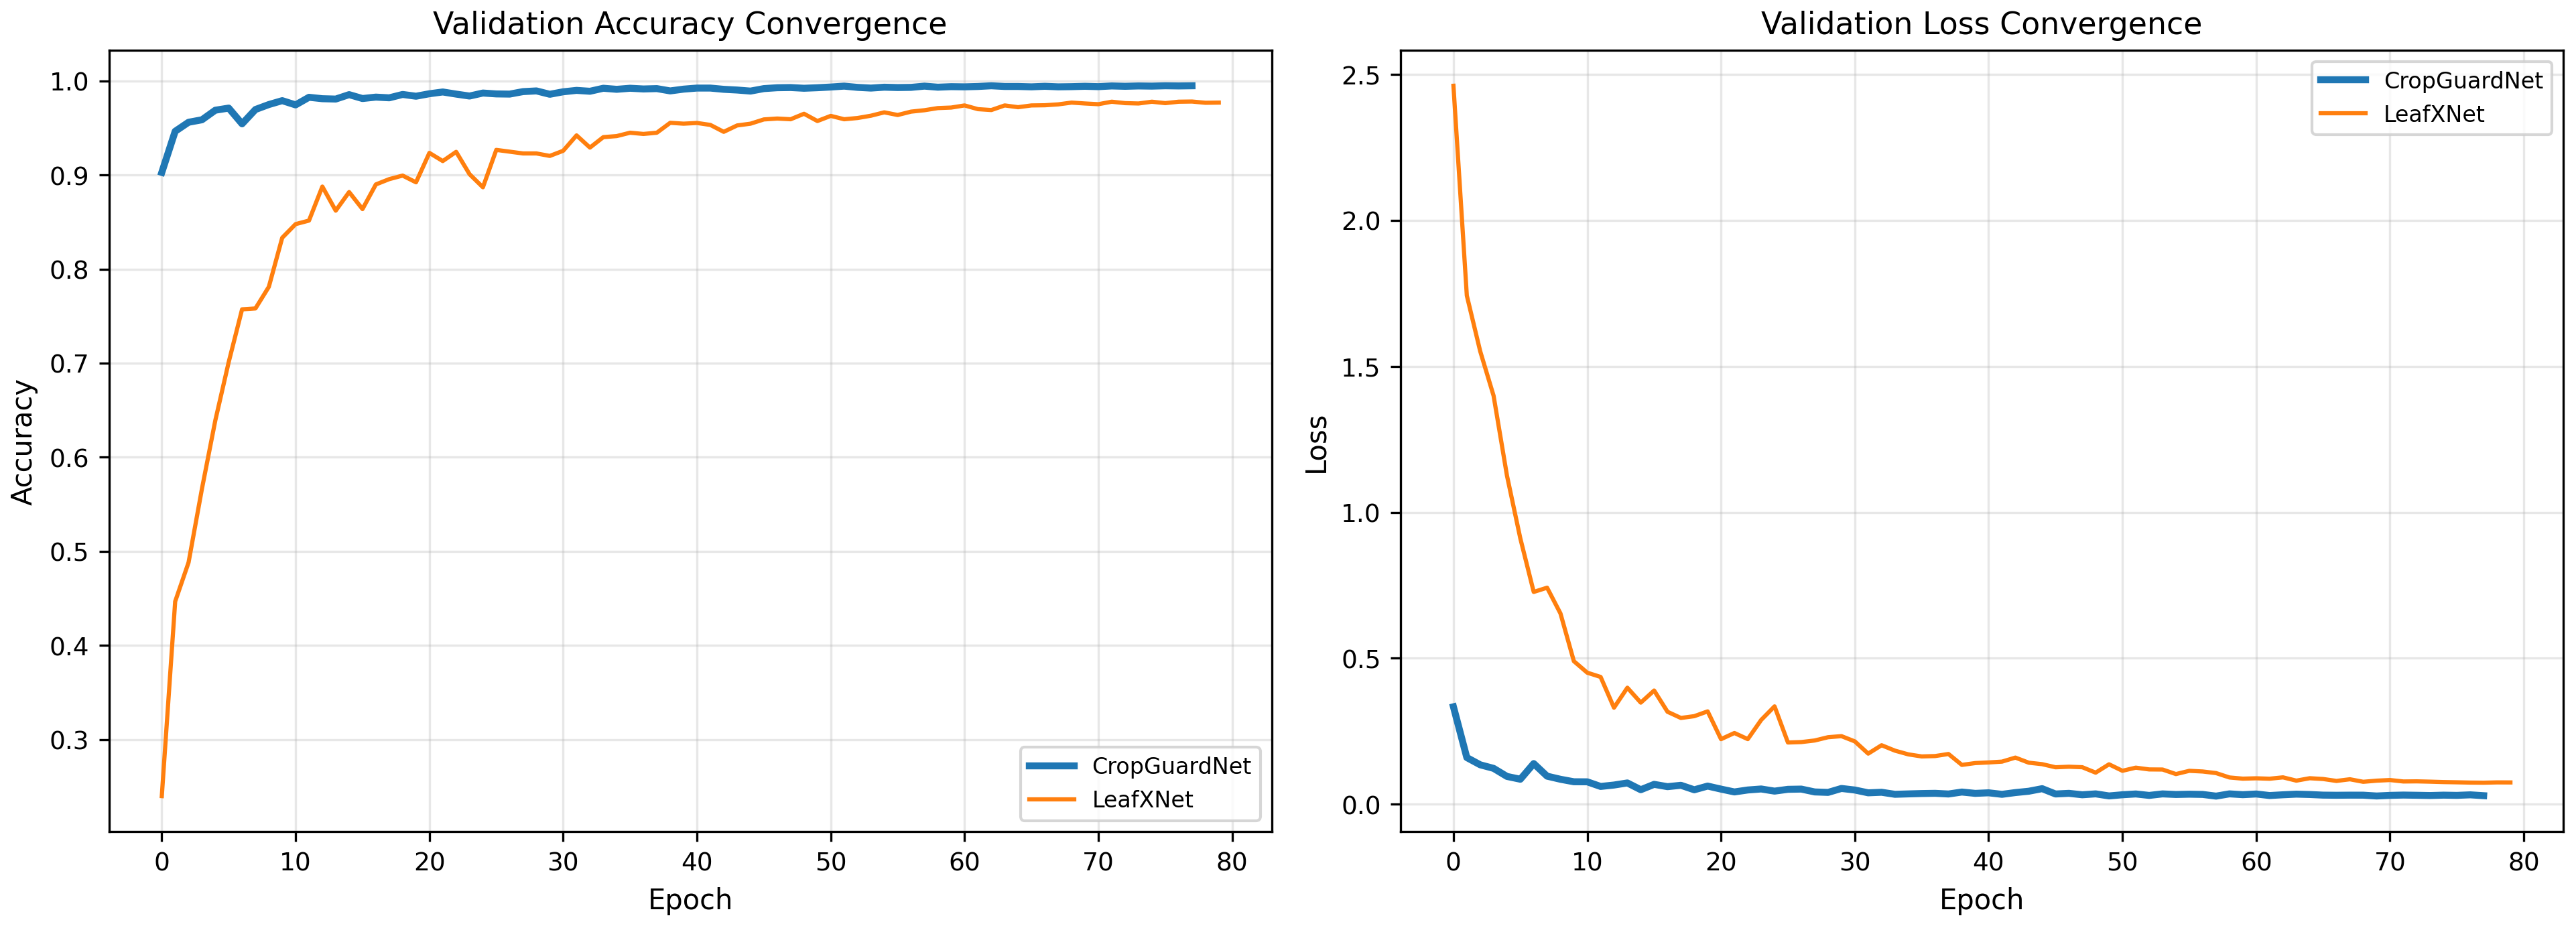 Validation Accuracy Convergence
Accuracy
1.0
0.9
0.8
0.7
0.6
0.5
0.4
0.3
CropGuardNet
LeafXNet
0 10 20 30 40 50 60 70 80
Epoch
Validation Loss Convergence
Loss
2.5
2.0
1.5
1.0
0.5
0.0
CropGuardNet
LeafXNet
0 10 20 30 40 50 60 70 80
Epoch